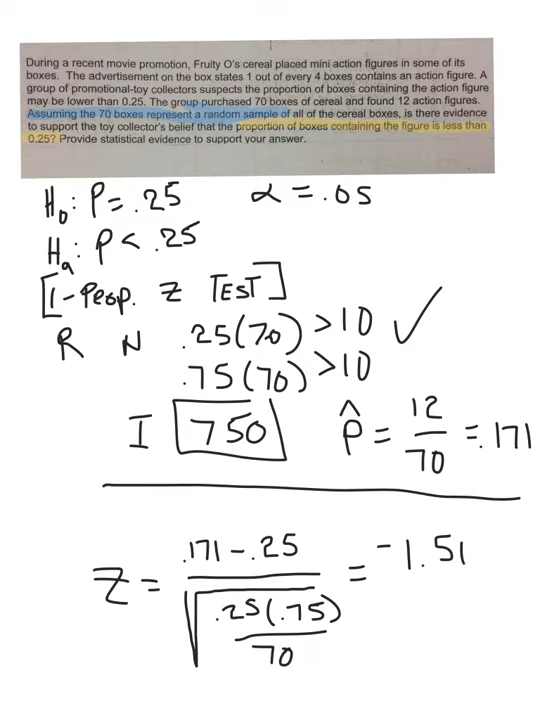 During a recent movie promotion, Fruity O's cereal placed mini action figures in some of its
boxes. The advertisement on the box states 1 out of every 4 boxes contains an action figure. A
group of promotional-toy collectors suspects the proportion of boxes containing the action figure
may be lower than 0.25. The group purchased 70 boxes of cereal and found 12 action figures.
Assuming the 70 boxes represent a random sample of all of the cereal boxes, is there evidence
to support the toy collector's belief that the proportion of boxes containing the figure is less than
0.25? Provide statistical evidence to support your answer.
H₀: P = .25 α = .05
Hₐ: P < .25
[1-PROP. Z TEST]
R N .25(70) > 10 ✓
.75(70) > 10
I 750 p̂ = 12/70 = .171
Z = (.171 - .25)/√(.25(.75)/70) = -1.51